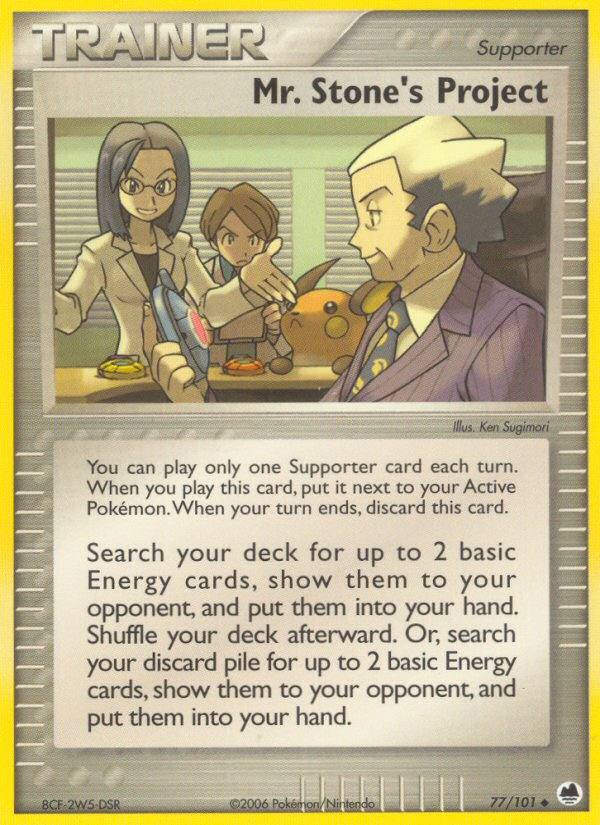 TRAINER
Supporter
Mr. Stone's Project
Illus. Ken Sugimori
You can play only one Supporter card each turn.
When you play this card, put it next to your Active
Pokémon. When your turn ends, discard this card.
Search your deck for up to 2 basic
Energy cards, show them to your
opponent, and put them into your hand.
Shuffle your deck afterward. Or, search
your discard pile for up to 2 basic Energy
cards, show them to your opponent, and
put them into your hand.
8CF-2W5-DSR
©2006 Pokémon/Nintendo
77/101